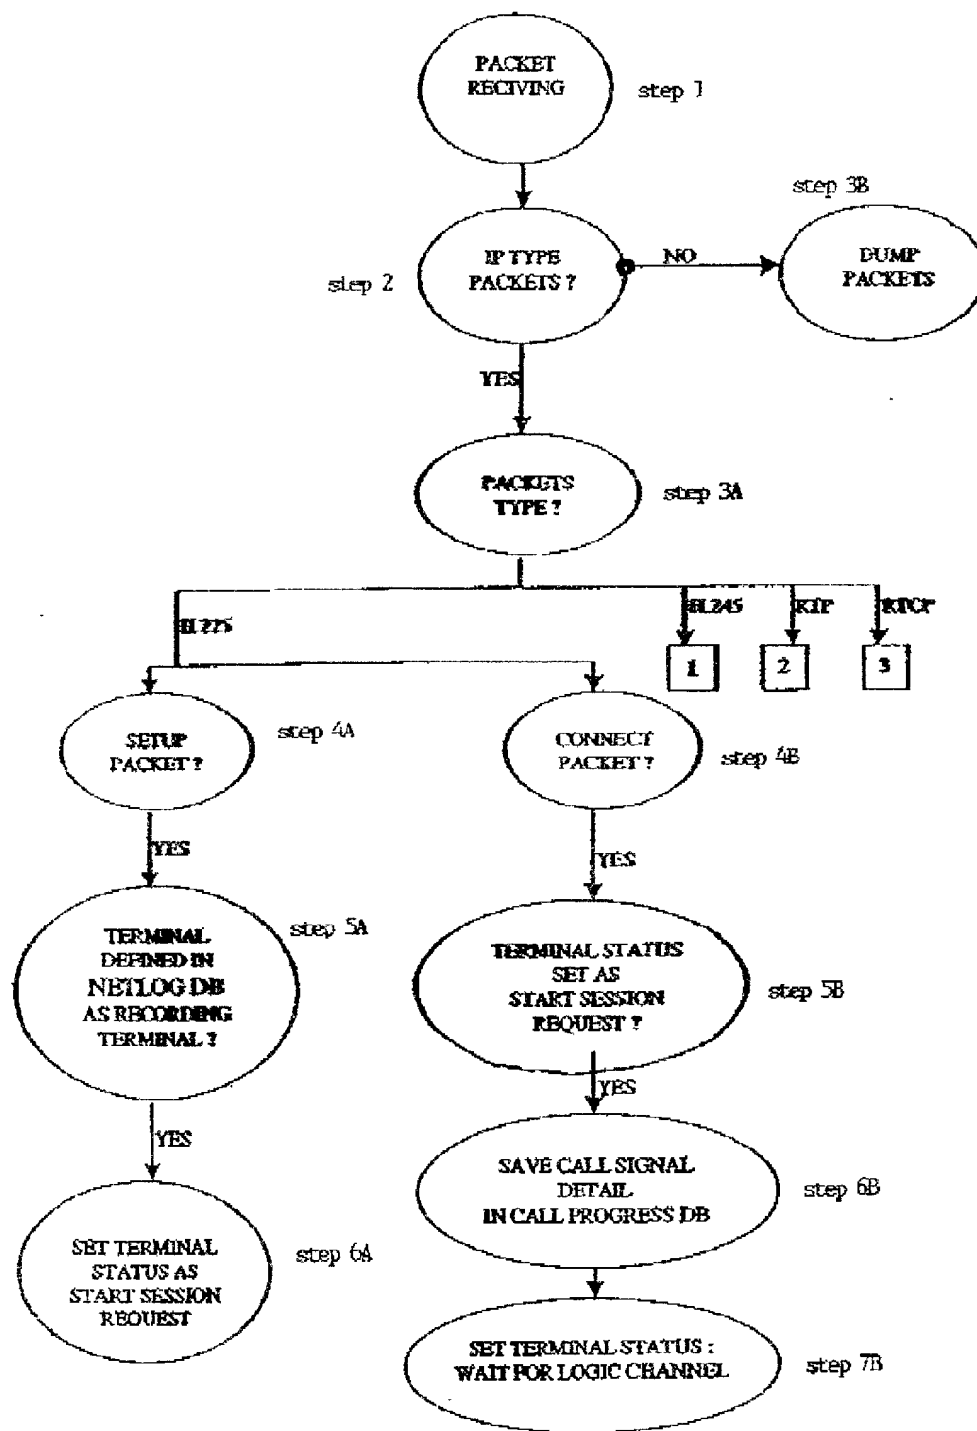 PACKET
RECIVING
step 1
step 3B
IP TYPE
PACKETS ?
step 2
NO
DUMP
PACKETS
YES
PACKETS
TYPE ?
step 3A
H.225
H.245
RTP
RTCP
1
2
3
SETUP
PACKET ?
step 4A
CONNECT
PACKET ?
step 4B
YES
YES
TERMINAL
DEFINED IN
NETLOG DB
AS RECORDING
TERMINAL ?
step 5A
TERMINAL STATUS
SET AS
START SESSION
REQUEST ?
step 5B
YES
YES
SAVE CALL SIGNAL
DETAIL
IN CALL PROGRESS DB
step 6B
SET TERMINAL
STATUS AS
START SESSION
REQUEST
step 6A
SET TERMINAL STATUS :
WAIT FOR LOGIC CHANNEL
step 7B